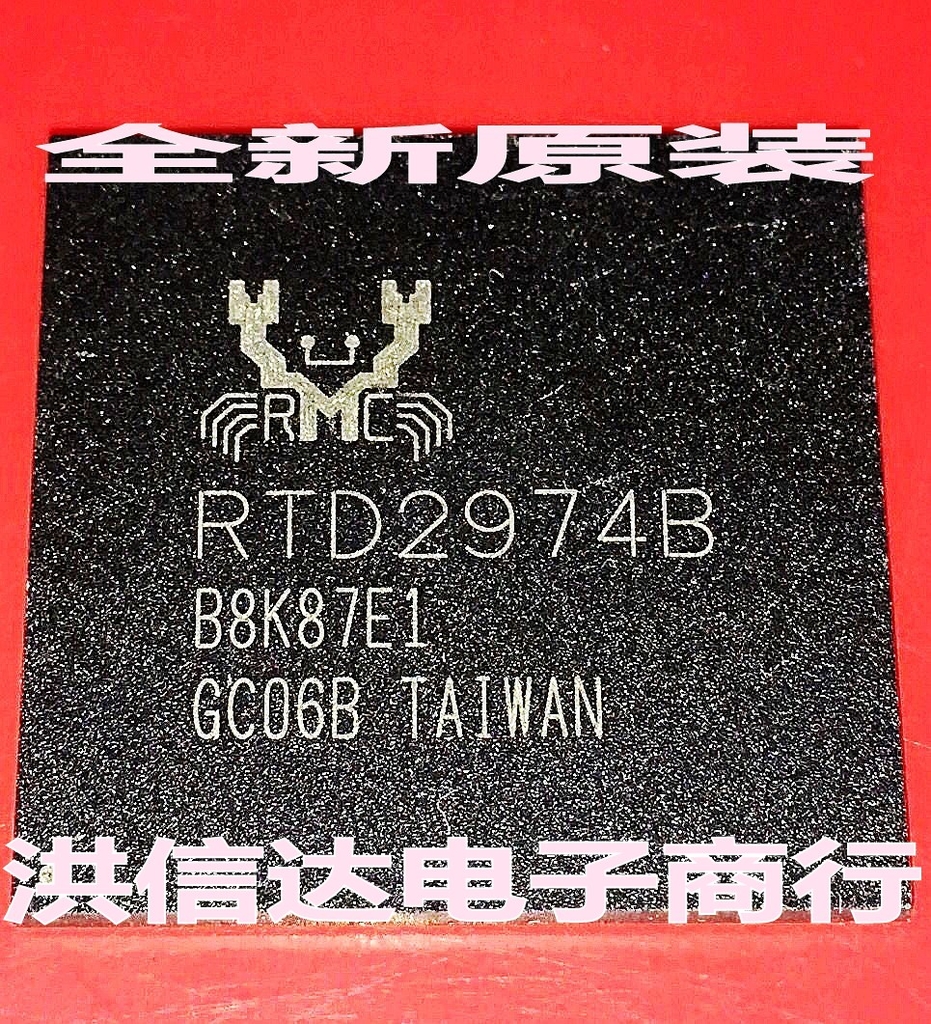 全新原装
RMC
RTD2974B
B8K87E1
GC06B TAIWAN
洪信达电子商行